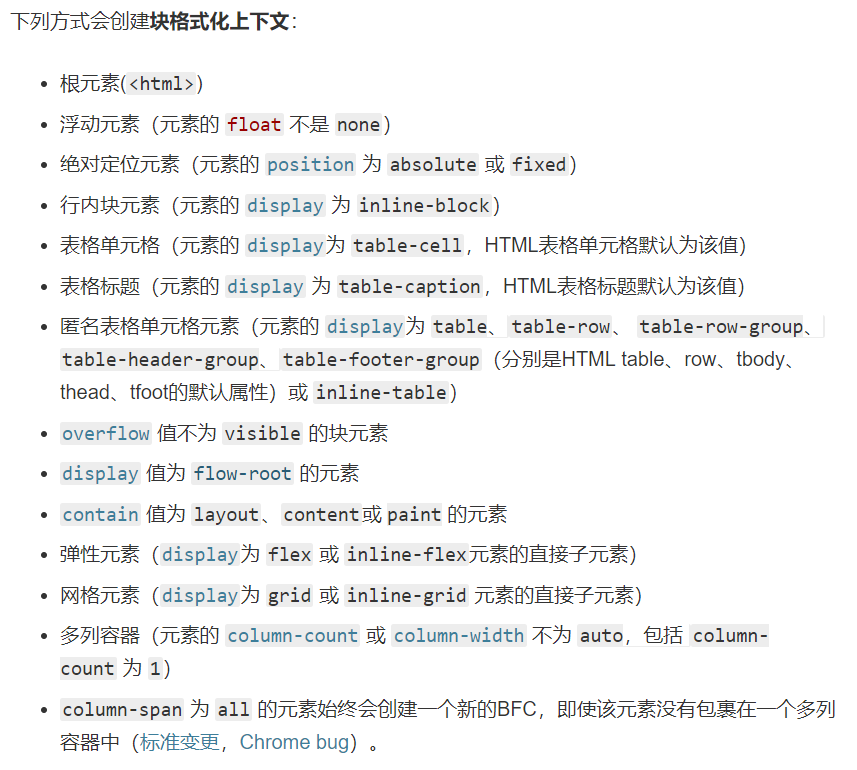 下列方式会创建块格式化上下文：
根元素(<html>)
浮动元素（元素的 float 不是 none）
绝对定位元素（元素的 position 为 absolute 或 fixed）
行内块元素（元素的 display 为 inline-block）
表格单元格（元素的 display为 table-cell，HTML表格单元格默认为该值）
表格标题（元素的 display 为 table-caption，HTML表格标题默认为该值）
匿名表格单元格元素（元素的 display为 table、table-row、 table-row-group、
table-header-group、table-footer-group（分别是HTML table、row、tbody、
thead、tfoot的默认属性）或 inline-table）
overflow 值不为 visible 的块元素
display 值为 flow-root 的元素
contain 值为 layout、content或 paint 的元素
弹性元素（display为 flex 或 inline-flex元素的直接子元素）
网格元素（display为 grid 或 inline-grid 元素的直接子元素）
多列容器（元素的 column-count 或 column-width 不为 auto，包括 column-
count 为 1）
column-span 为 all 的元素始终会创建一个新的BFC，即使该元素没有包裹在一个多列
容器中（标准变更，Chrome bug）。